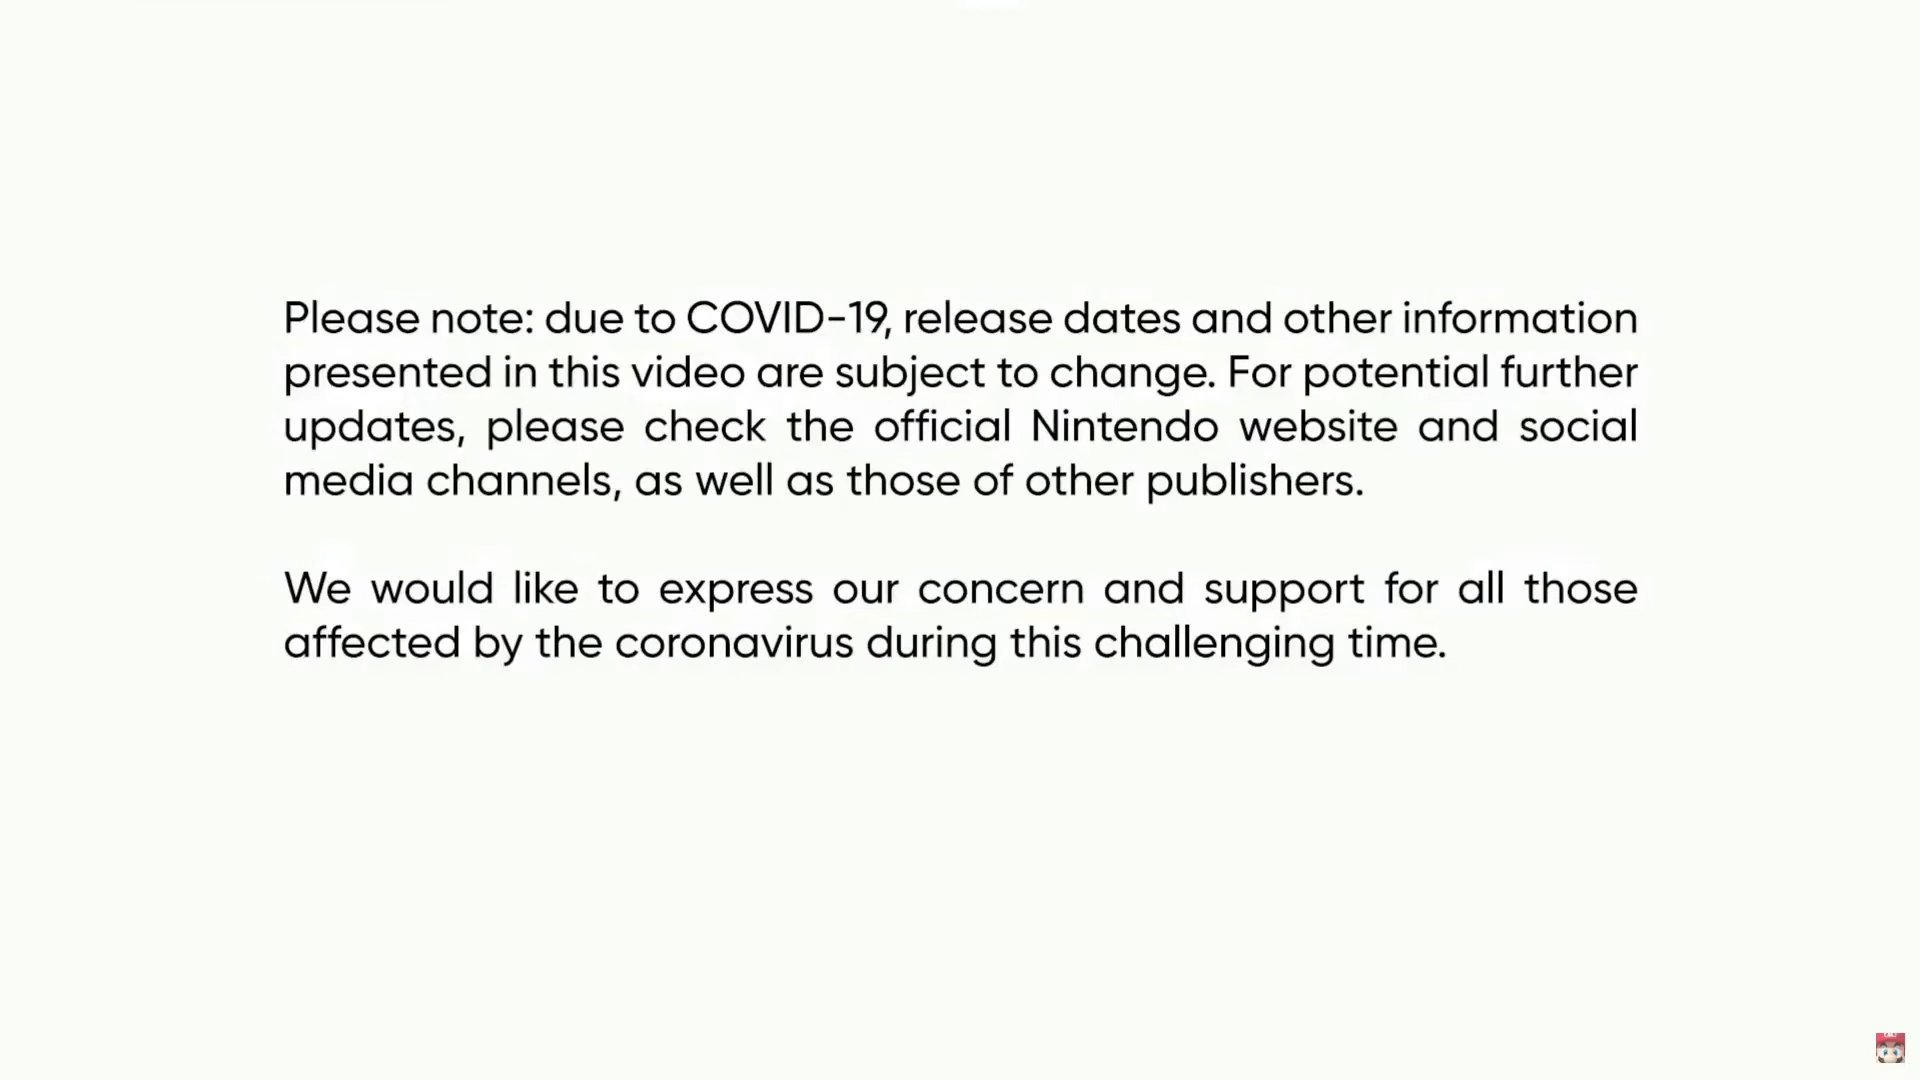 Please note: due to COVID-19, release dates and other information
presented in this video are subject to change. For potential further
updates, please check the official Nintendo website and social
media channels, as well as those of other publishers.
We would like to express our concern and support for all those
affected by the coronavirus during this challenging time.